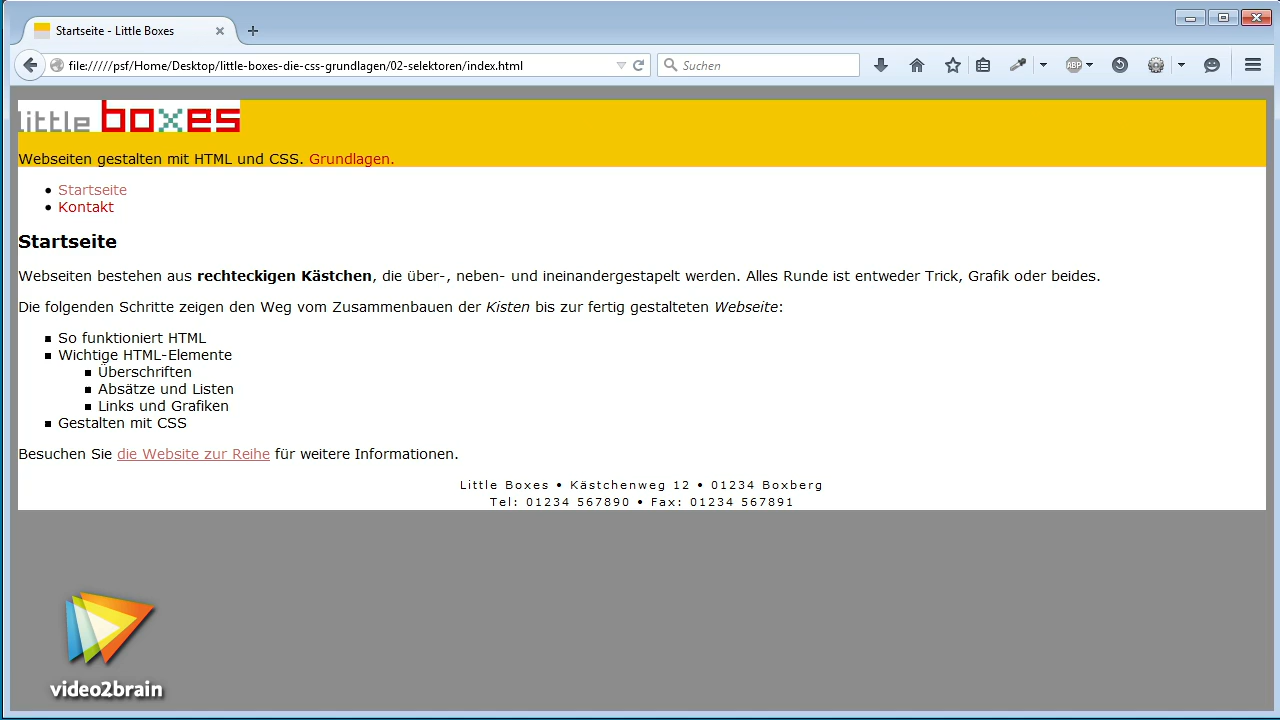 Startseite - Little Boxes
file://///psf/Home/Desktop/little-boxes-die-css-grundlagen/02-selektoren/index.html
Suchen
ABP
little boxes
Webseiten gestalten mit HTML und CSS. Grundlagen.
Startseite
Kontakt
Startseite
Webseiten bestehen aus rechteckigen Kästchen, die über-, neben- und ineinandergestapelt werden. Alles Runde ist entweder Trick, Grafik oder beides.
Die folgenden Schritte zeigen den Weg vom Zusammenbauen der Kisten bis zur fertig gestalteten Webseite:
So funktioniert HTML
Wichtige HTML-Elemente
Überschriften
Absätze und Listen
Links und Grafiken
Gestalten mit CSS
Besuchen Sie die Website zur Reihe für weitere Informationen.
Little Boxes • Kästchenweg 12 • 01234 Boxberg
Tel: 01234 567890 • Fax: 01234 567891
video2brain